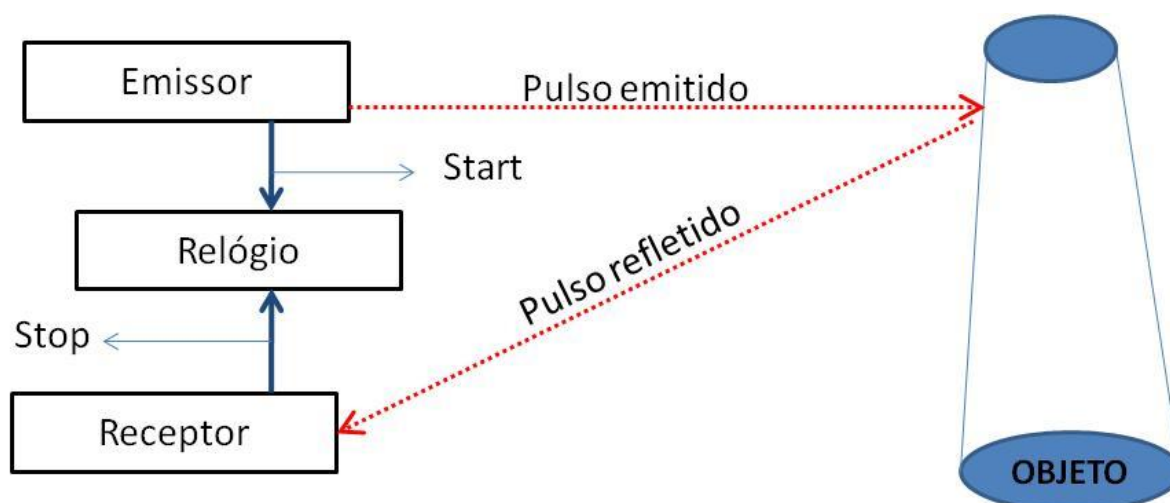 Emissor
Pulso emitido
Start
Relógio
Pulso refletido
Stop
Receptor
OBJETO